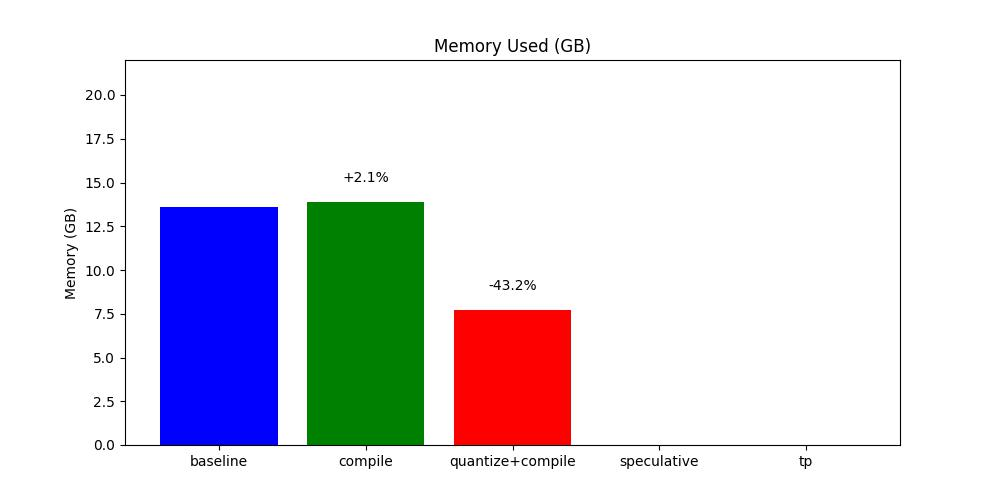 Memory Used (GB)
20.0
17.5
15.0
12.5
10.0
7.5
5.0
2.5
0.0
Memory (GB)
+2.1%
-43.2%
baseline
compile
quantize+compile
speculative
tp